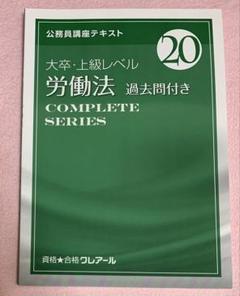 公務員講座テキスト
20
大卒・上級レベル
労働法 過去問付き
COMPLETE
SERIES
資格★合格クレアール